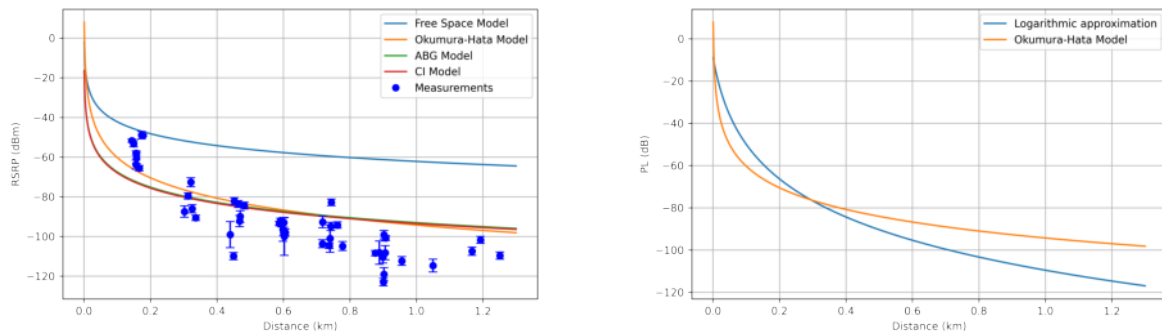 Free Space Model
Okumura-Hata Model
ABG Model
CI Model
Measurements
RSRP (dBm)
0
−20
−40
−60
−80
−100
−120
0.0 0.2 0.4 0.6 0.8 1.0 1.2
Distance (km)
Logarithmic approximation
Okumura-Hata Model
PL (dB)
0
−20
−40
−60
−80
−100
−120
0.0 0.2 0.4 0.6 0.8 1.0 1.2
Distance (km)